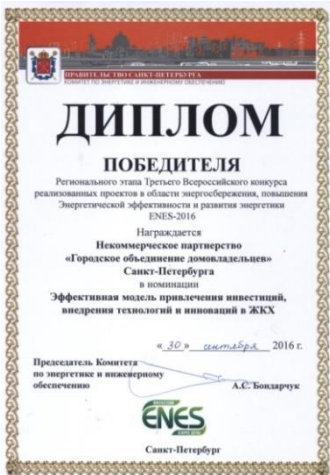 ПРАВИТЕЛЬСТВО САНКТ-ПЕТЕРБУРГА
КОМИТЕТ ПО ЭНЕРГЕТИКЕ И ИНЖЕНЕРНОМУ ОБЕСПЕЧЕНИЮ
ДИПЛОМ
ПОБЕДИТЕЛЯ
Регионального этапа Третьего Всероссийского конкурса
реализованных проектов в области энергосбережения, повышения
Энергетической эффективности и развития энергетики
ENES-2016
Награждается
Некоммерческое партнерство
«Городское объединение домовладельцев»
Санкт-Петербурга
в номинации
Эффективная модель привлечения инвестиций,
внедрения технологий и инноваций в ЖКХ
« 30 » сентября 2016 г.
Председатель Комитета
по энергетике и инженерному
обеспечению А.С. Бондарчук
ENES
Санкт-Петербург